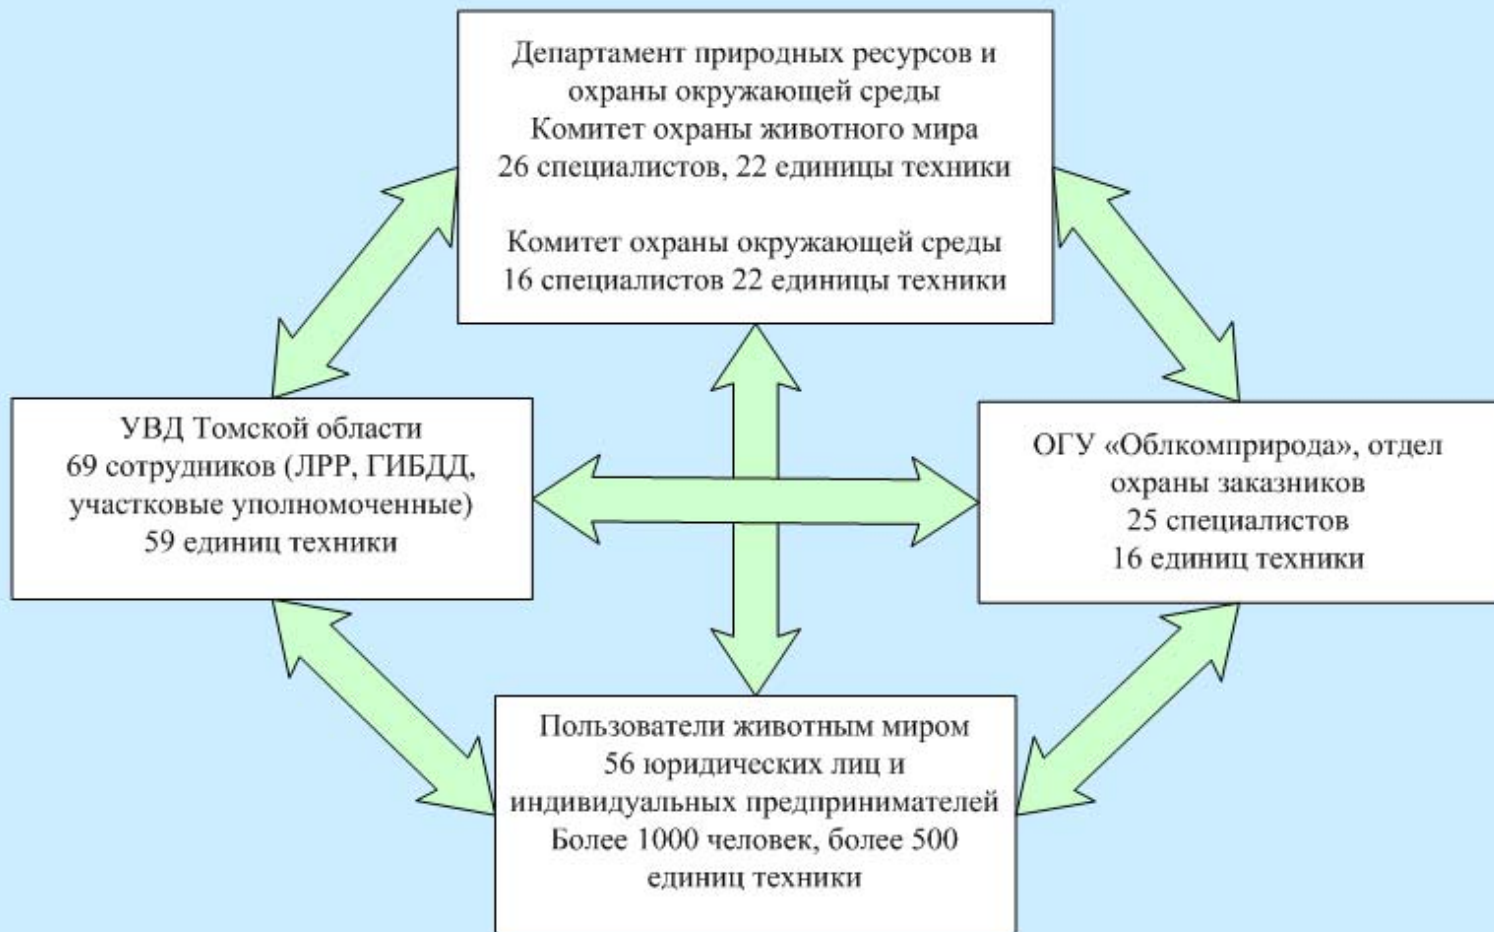 Департамент природных ресурсов и
охраны окружающей среды
Комитет охраны животного мира
26 специалистов, 22 единицы техники
Комитет охраны окружающей среды
16 специалистов 22 единицы техники
УВД Томской области
69 сотрудников (ЛРР, ГИБДД,
участковые уполномоченные)
59 единиц техники
ОГУ «Облкомприрода», отдел
охраны заказников
25 специалистов
16 единиц техники
Пользователи животным миром
56 юридических лиц и
индивидуальных предпринимателей
Более 1000 человек, более 500
единиц техники